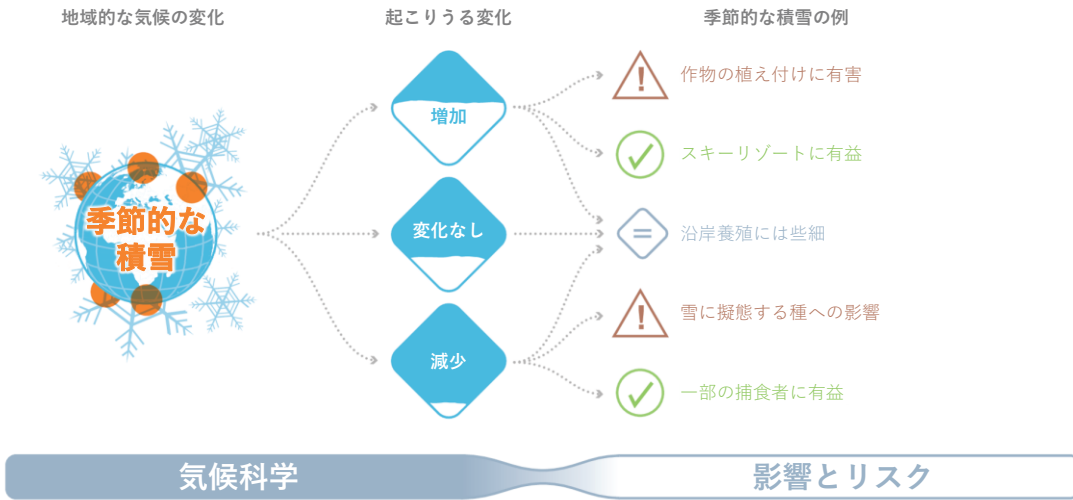 地域的な気候の変化
起こりうる変化
季節的な積雪の例
季節的な
積雪
増加
変化なし
減少
作物の植え付けに有害
スキーリゾートに有益
沿岸養殖には些細
雪に擬態する種への影響
一部の捕食者に有益
気候科学
影響とリスク